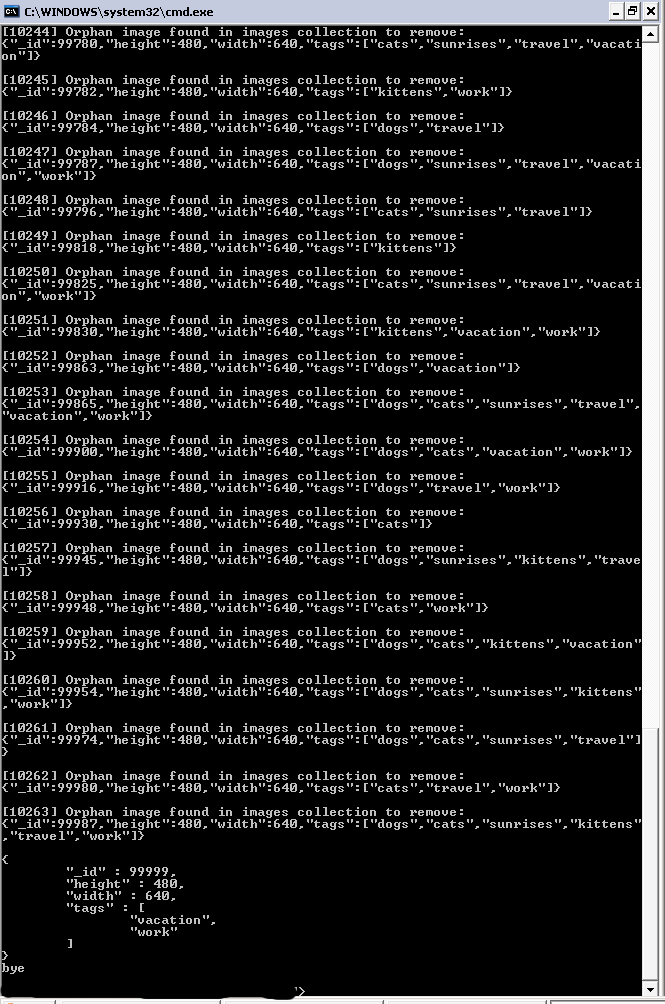 C:\WINDOWS\system32\cmd.exe
[10244] Orphan image found in images collection to remove:
{"_id":99780,"height":480,"width":640,"tags":["cats","sunrises","travel","vacati
on"]}
[10245] Orphan image found in images collection to remove:
{"_id":99782,"height":480,"width":640,"tags":["kittens","work"]}
[10246] Orphan image found in images collection to remove:
{"_id":99784,"height":480,"width":640,"tags":["dogs","travel"]}
[10247] Orphan image found in images collection to remove:
{"_id":99787,"height":480,"width":640,"tags":["dogs","sunrises","travel","vacati
on","work"]}
[10248] Orphan image found in images collection to remove:
{"_id":99796,"height":480,"width":640,"tags":["cats","sunrises","travel"]}
[10249] Orphan image found in images collection to remove:
{"_id":99818,"height":480,"width":640,"tags":["kittens"]}
[10250] Orphan image found in images collection to remove:
{"_id":99825,"height":480,"width":640,"tags":["cats","sunrises","travel","vacati
on","work"]}
[10251] Orphan image found in images collection to remove:
{"_id":99830,"height":480,"width":640,"tags":["kittens","vacation","work"]}
[10252] Orphan image found in images collection to remove:
{"_id":99863,"height":480,"width":640,"tags":["dogs","vacation"]}
[10253] Orphan image found in images collection to remove:
{"_id":99865,"height":480,"width":640,"tags":["dogs","cats","sunrises","travel",
"vacation","work"]}
[10254] Orphan image found in images collection to remove:
{"_id":99900,"height":480,"width":640,"tags":["dogs","cats","vacation","work"]}
[10255] Orphan image found in images collection to remove:
{"_id":99916,"height":480,"width":640,"tags":["dogs","travel","work"]}
[10256] Orphan image found in images collection to remove:
{"_id":99930,"height":480,"width":640,"tags":["cats"]}
[10257] Orphan image found in images collection to remove:
{"_id":99945,"height":480,"width":640,"tags":["dogs","sunrises","kittens","trave
l"]}
[10258] Orphan image found in images collection to remove:
{"_id":99948,"height":480,"width":640,"tags":["cats","work"]}
[10259] Orphan image found in images collection to remove:
{"_id":99952,"height":480,"width":640,"tags":["dogs","cats","kittens","vacation"
]}
[10260] Orphan image found in images collection to remove:
{"_id":99954,"height":480,"width":640,"tags":["dogs","cats","sunrises","kittens"
,"work"]}
[10261] Orphan image found in images collection to remove:
{"_id":99974,"height":480,"width":640,"tags":["dogs","cats","sunrises","travel"]
}
[10262] Orphan image found in images collection to remove:
{"_id":99980,"height":480,"width":640,"tags":["cats","travel","work"]}
[10263] Orphan image found in images collection to remove:
{"_id":99987,"height":480,"width":640,"tags":["dogs","cats","sunrises","kittens"
,"travel","work"]}
{
"_id" : 99999,
"height" : 480,
"width" : 640,
"tags" : [
"vacation",
"work"
]
}
bye
>